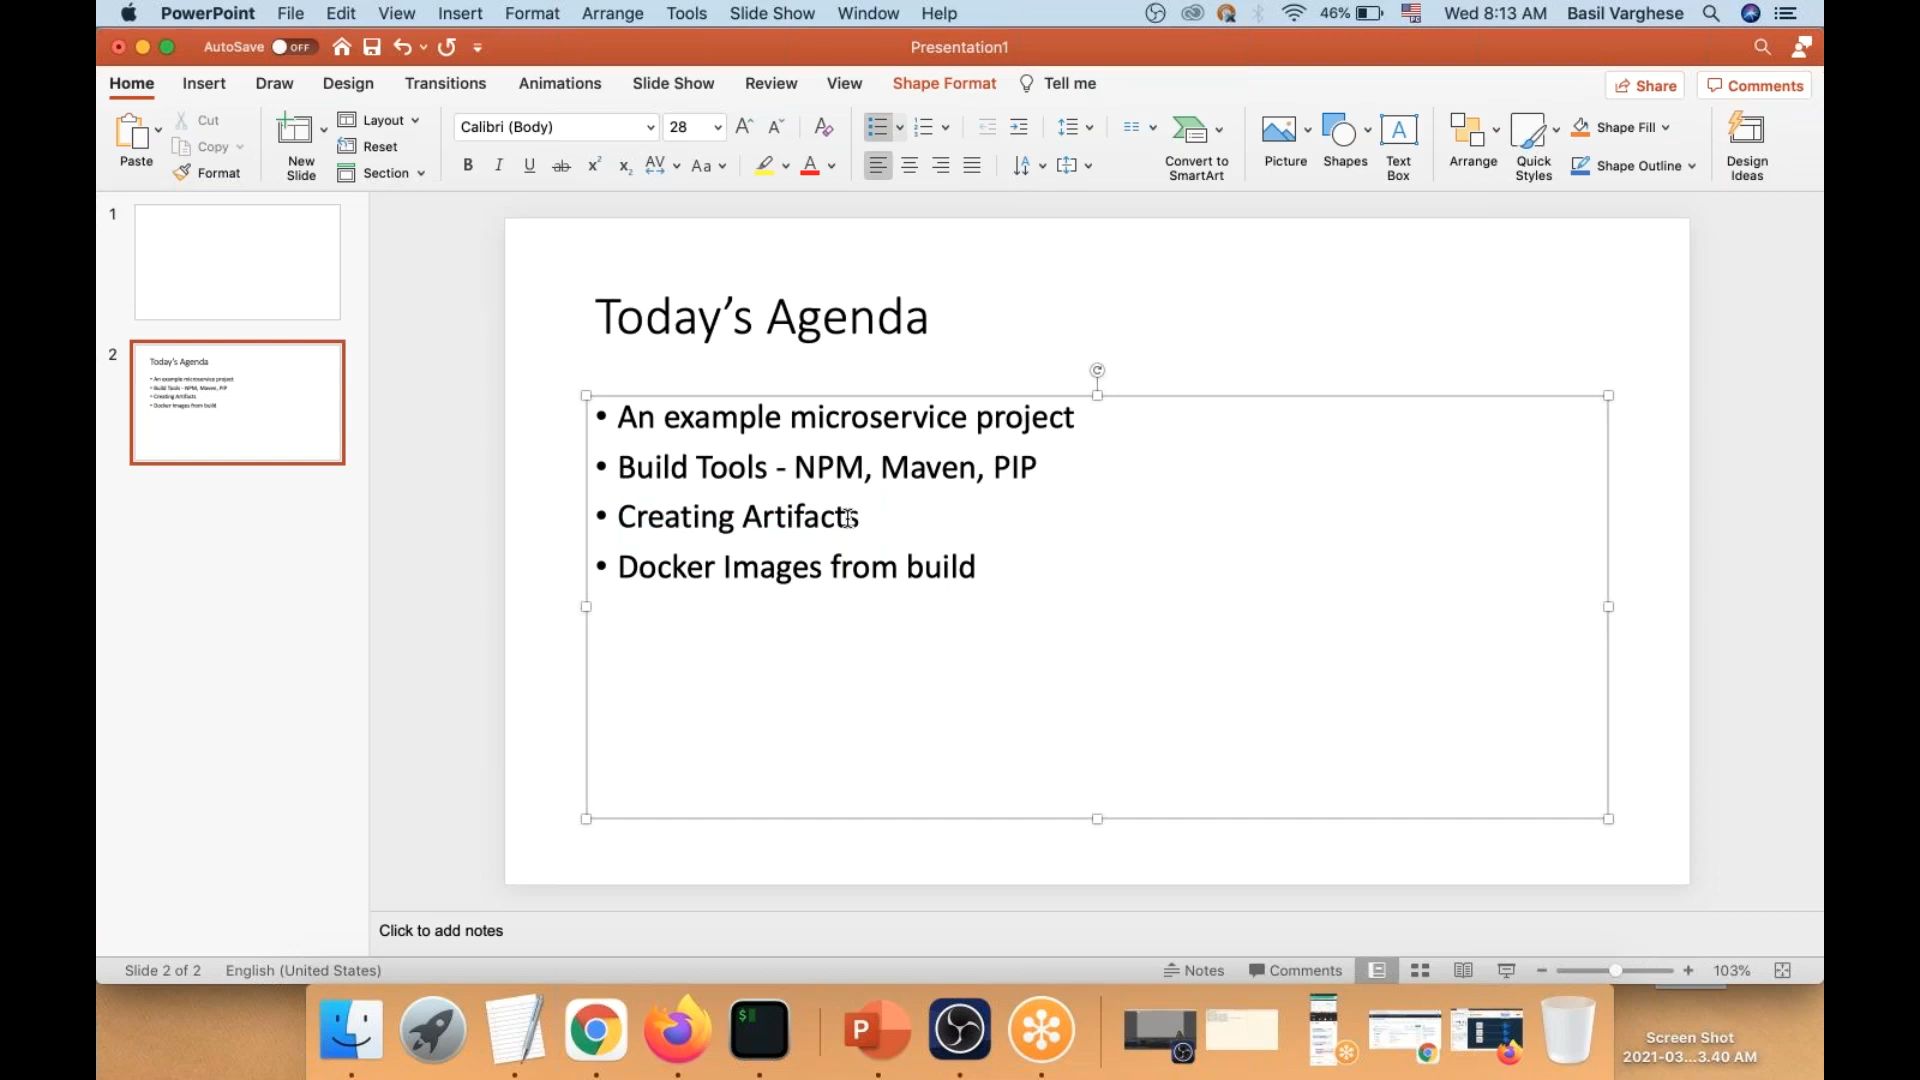 PowerPoint File Edit View Insert Format Arrange Tools Slide Show Window Help 46% Wed 8:13 AM Basil Varghese
AutoSave OFF Presentation1
Home Insert Draw Design Transitions Animations Slide Show Review View Shape Format Tell me Share Comments
Paste Cut Copy Format
New Slide Layout Reset Section
Calibri (Body) 28
Convert to SmartArt
Picture Shapes Text Box
Arrange Quick Styles Shape Fill Shape Outline
Design Ideas
1
2
Today's Agenda
• An example microservice project
• Build Tools - NPM, Maven, PIP
• Creating Artifacts
• Docker Images from build
Today’s Agenda
• An example microservice project
• Build Tools - NPM, Maven, PIP
• Creating Artifacts
• Docker Images from build
Click to add notes
Slide 2 of 2 English (United States) Notes Comments 103%
Screen Shot
2021-03...3.40 AM